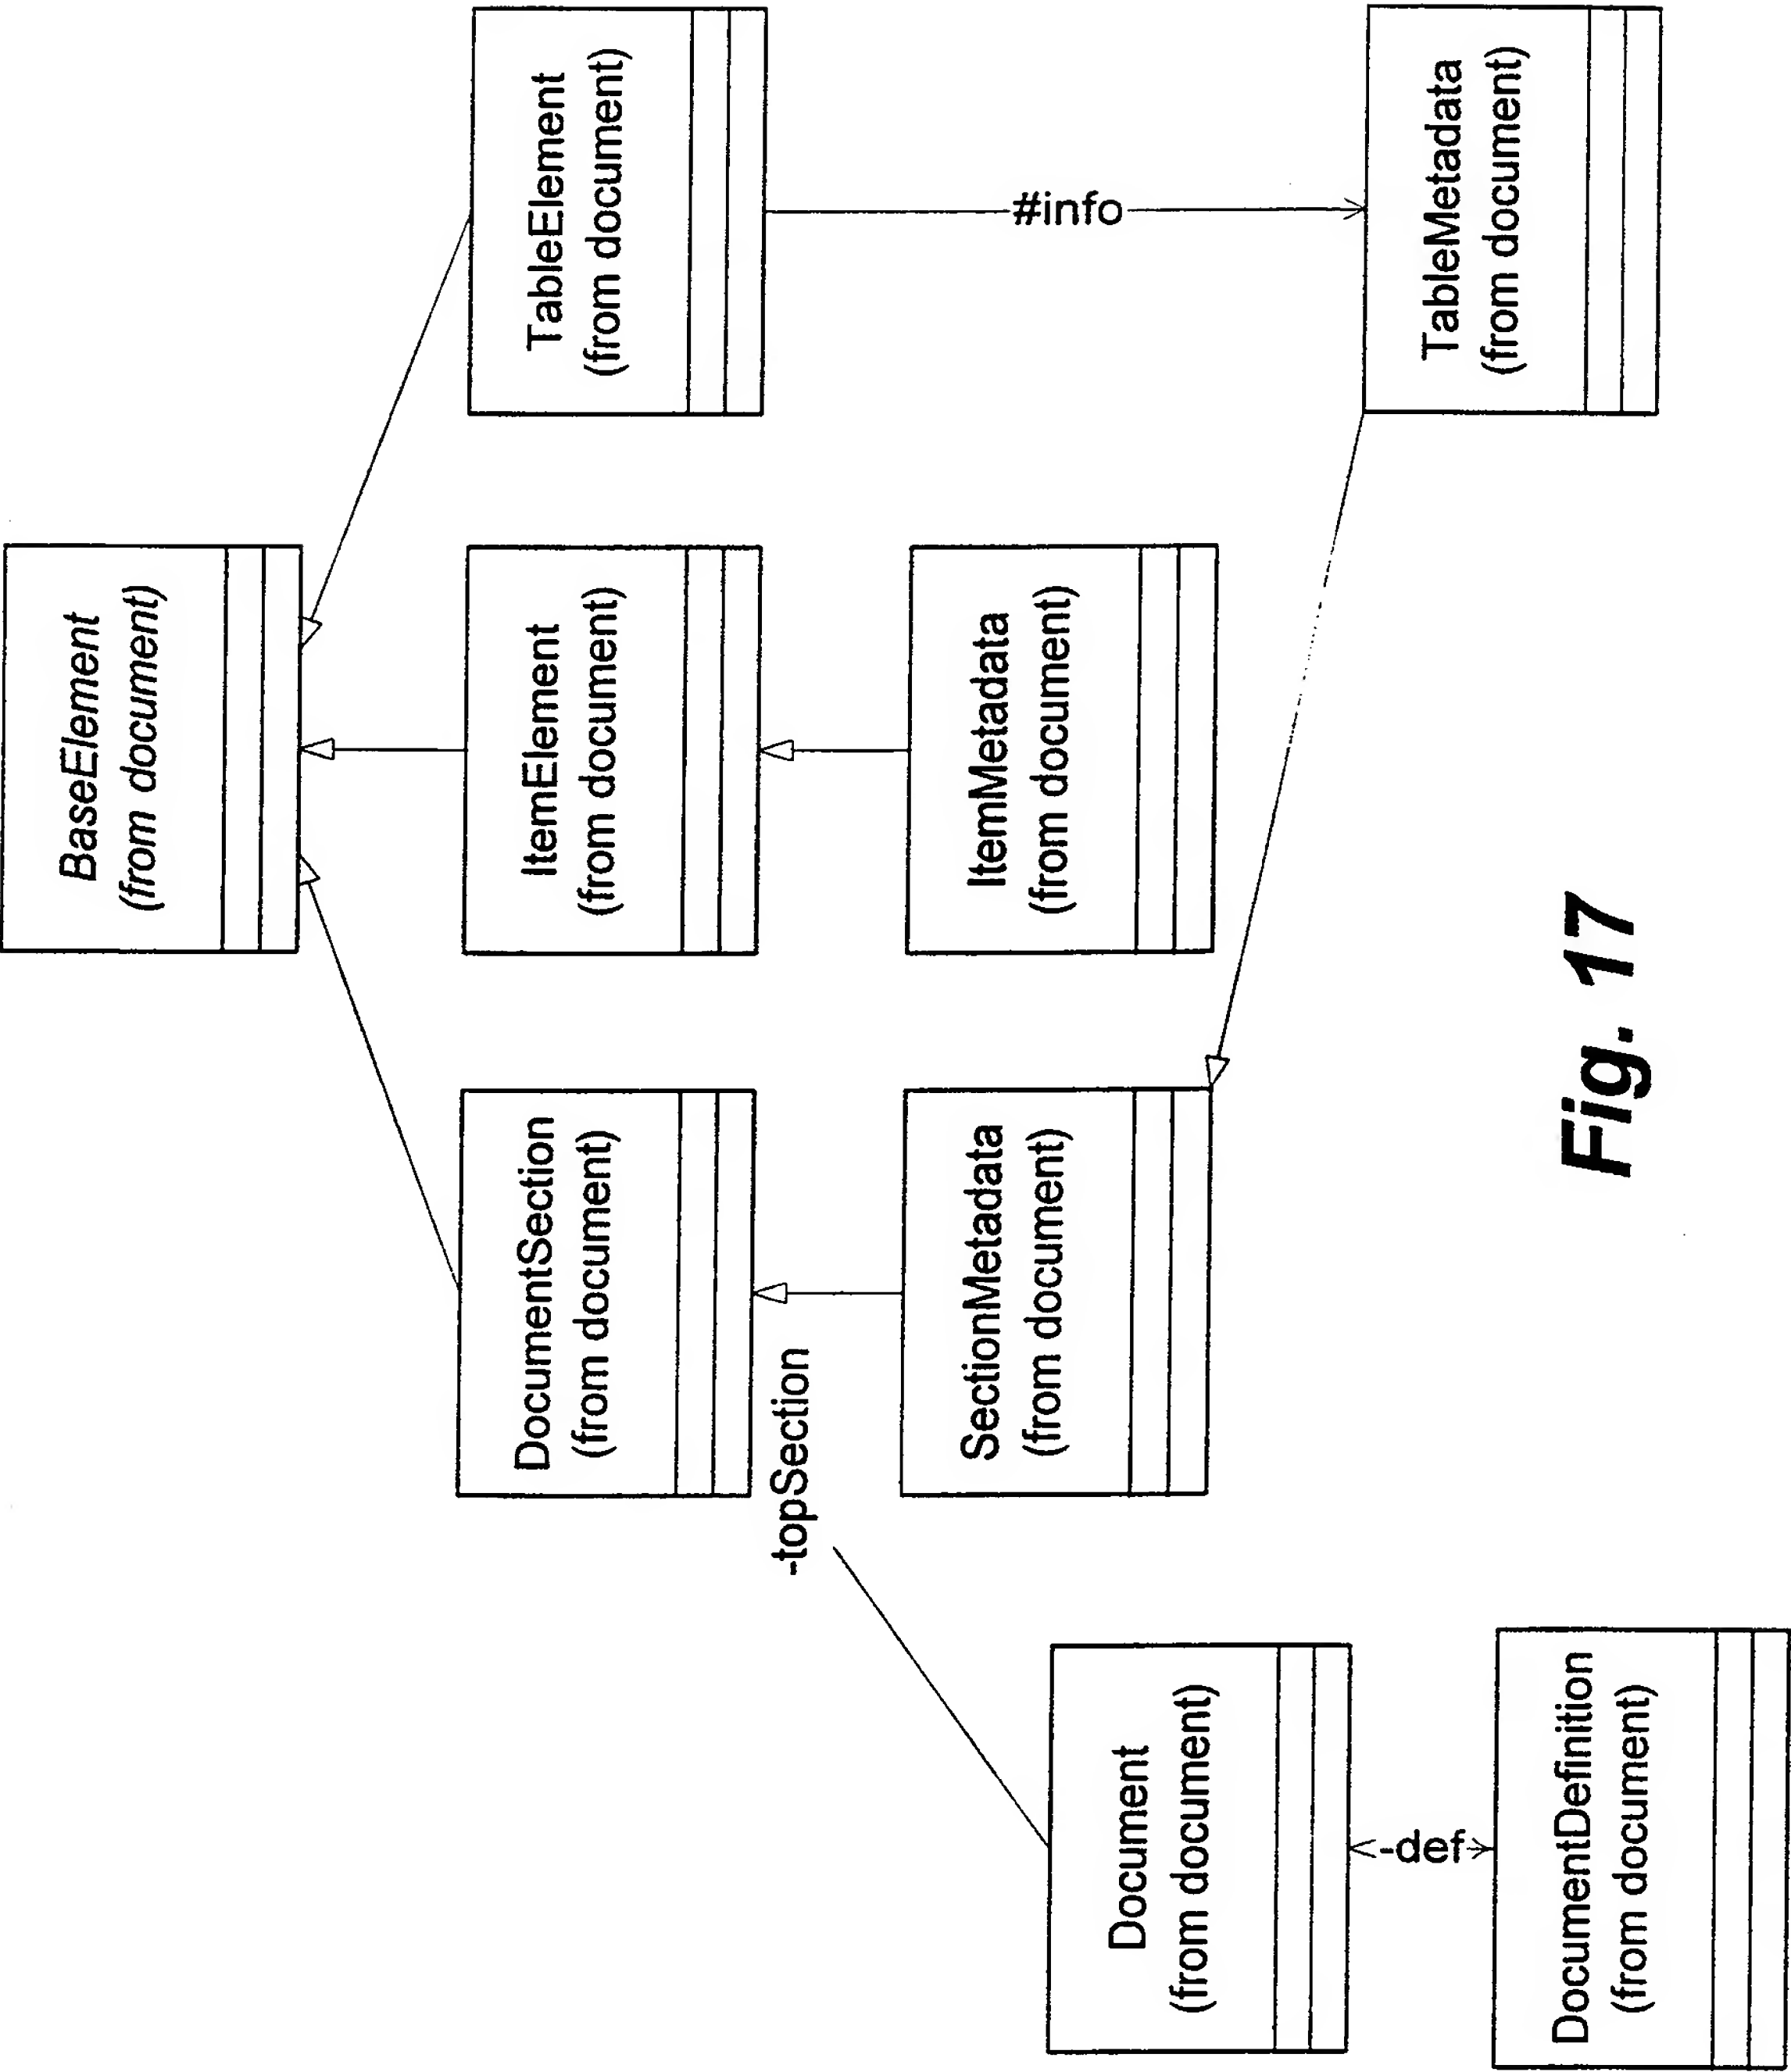 BaseElement
(from document)
DocumentSection
(from document)
ItemElement
(from document)
TableElement
(from document)
-topSection
#info
SectionMetadata
(from document)
ItemMetadata
(from document)
Document
(from document)
TableMetadata
(from document)
-def
DocumentDefinition
(from document)
Fig. 17